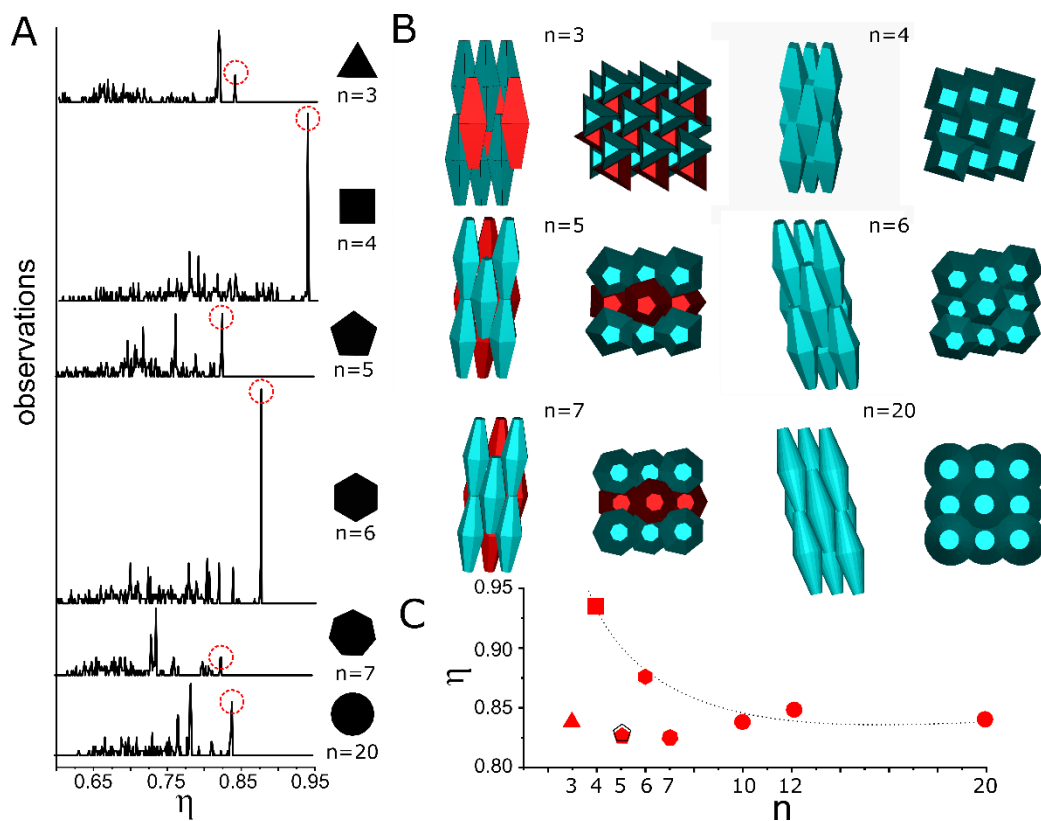 A
observations
n=3
n=4
n=5
n=6
n=7
n=20
0.65 0.75 0.85 0.95
η
B
n=3 n=4
n=5 n=6
n=7 n=20
C
0.95
0.90
0.85
0.80
η
3 4 5 6 7 10 12 20
n